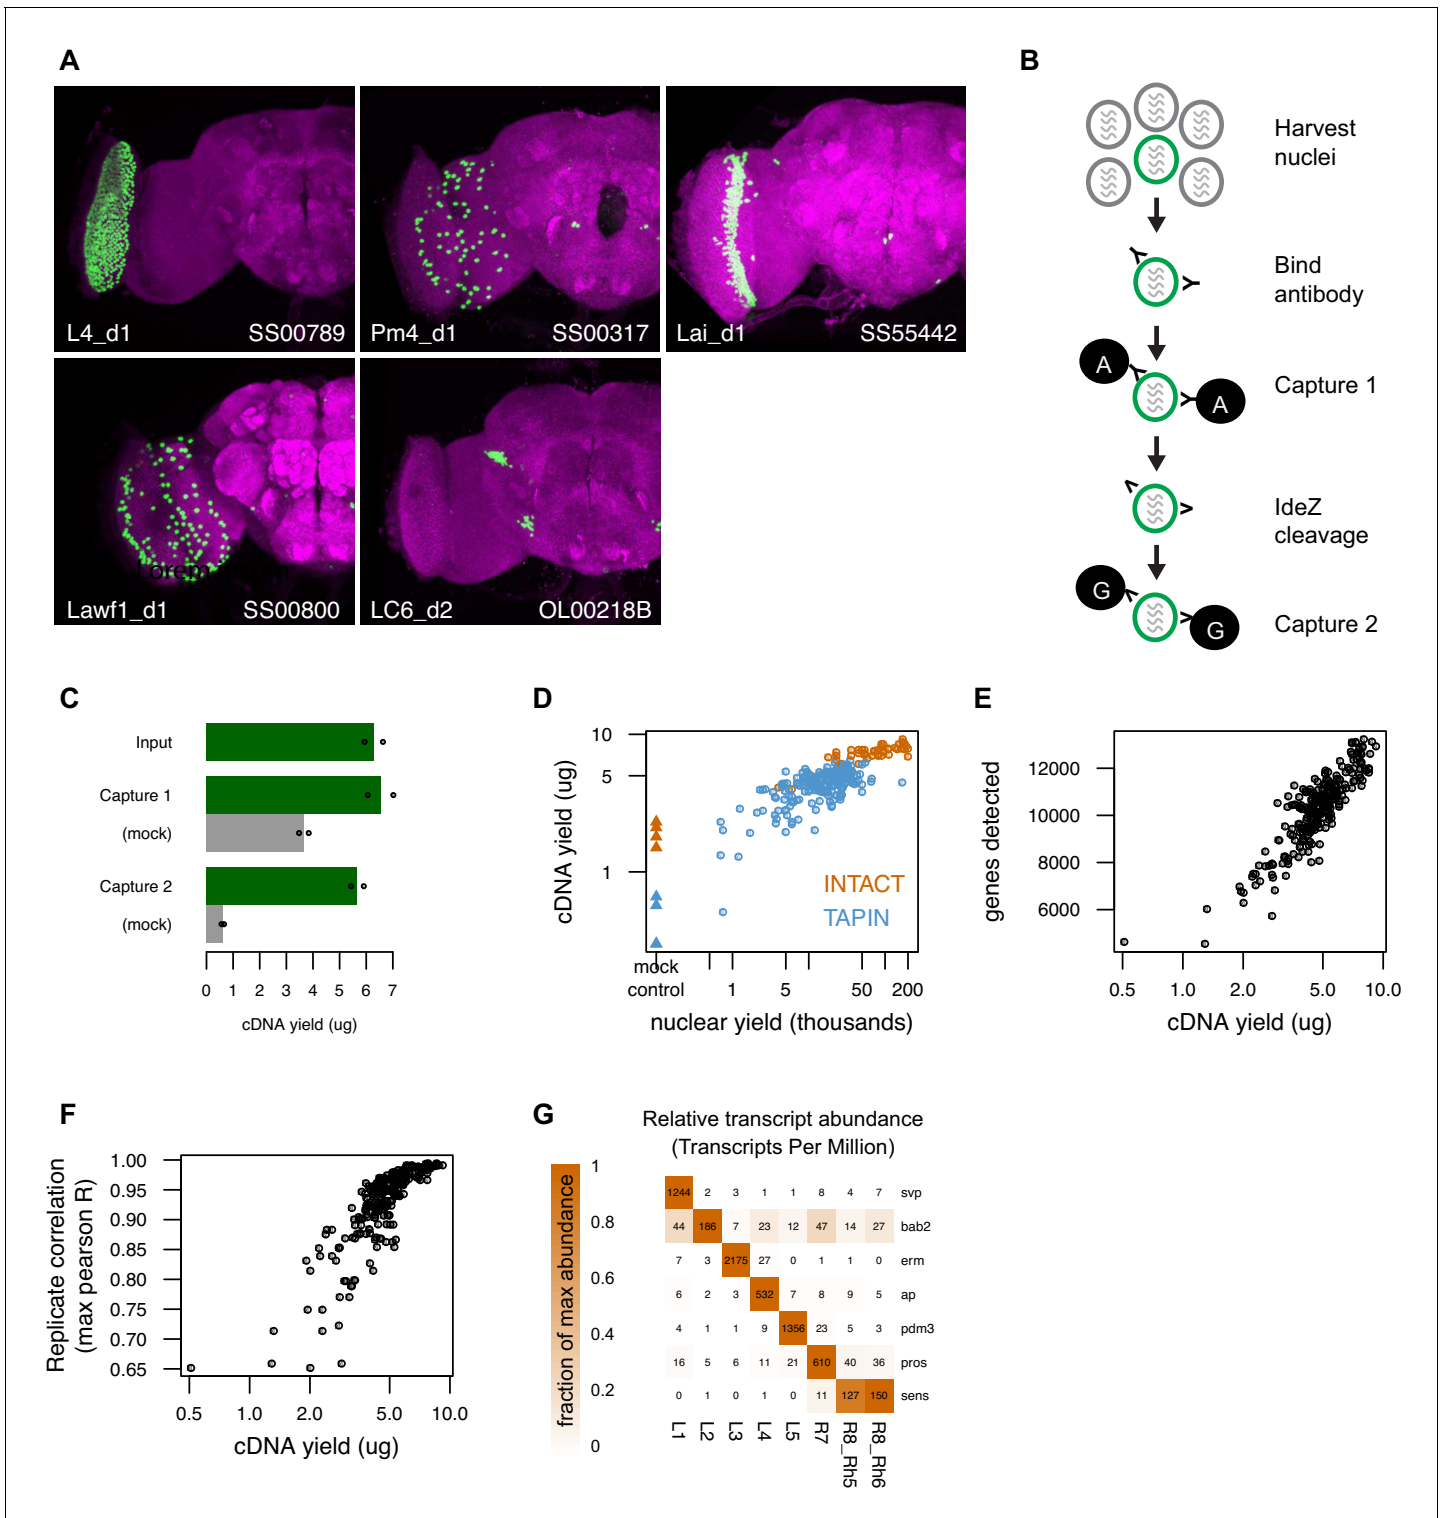 A
L4_d1 SS00789
Pm4_d1 SS00317
Lai_d1 SS55442
Lorem
Lawf1_d1 SS00800
LC6_d2 OL00218B
B
Harvest
nuclei
Bind
antibody
A
A
Capture 1
IdeZ
cleavage
G
G
Capture 2
C
Input
Capture 1
(mock)
Capture 2
(mock)
0 1 2 3 4 5 6 7
cDNA yield (ug)
D
cDNA yield (ug)
10
5
1
INTACT
TAPIN
mock
control
1 5 50 200
nuclear yield (thousands)
E
genes detected
12000
10000
8000
6000
0.5 1.0 2.0 5.0 10.0
cDNA yield (ug)
F
Replicate correlation
(max pearson R)
1.00
0.95
0.90
0.85
0.80
0.75
0.70
0.65
0.5 1.0 2.0 5.0 10.0
cDNA yield (ug)
G
Relative transcript abundance
(Transcripts Per Million)
fraction of max abundance
1
0.8
0.6
0.4
0.2
0
1244 2 3 1 1 8 4 7 svp
44 186 7 23 12 47 14 27 bab2
7 3 2175 27 0 1 1 0 erm
6 2 3 532 7 8 9 5 ap
4 1 1 9 1356 23 5 3 pdm3
16 5 6 11 21 610 40 36 pros
0 1 0 1 0 11 127 150 sens
L1 L2 L3 L4 L5 R7 R8_Rh5 R8_Rh6